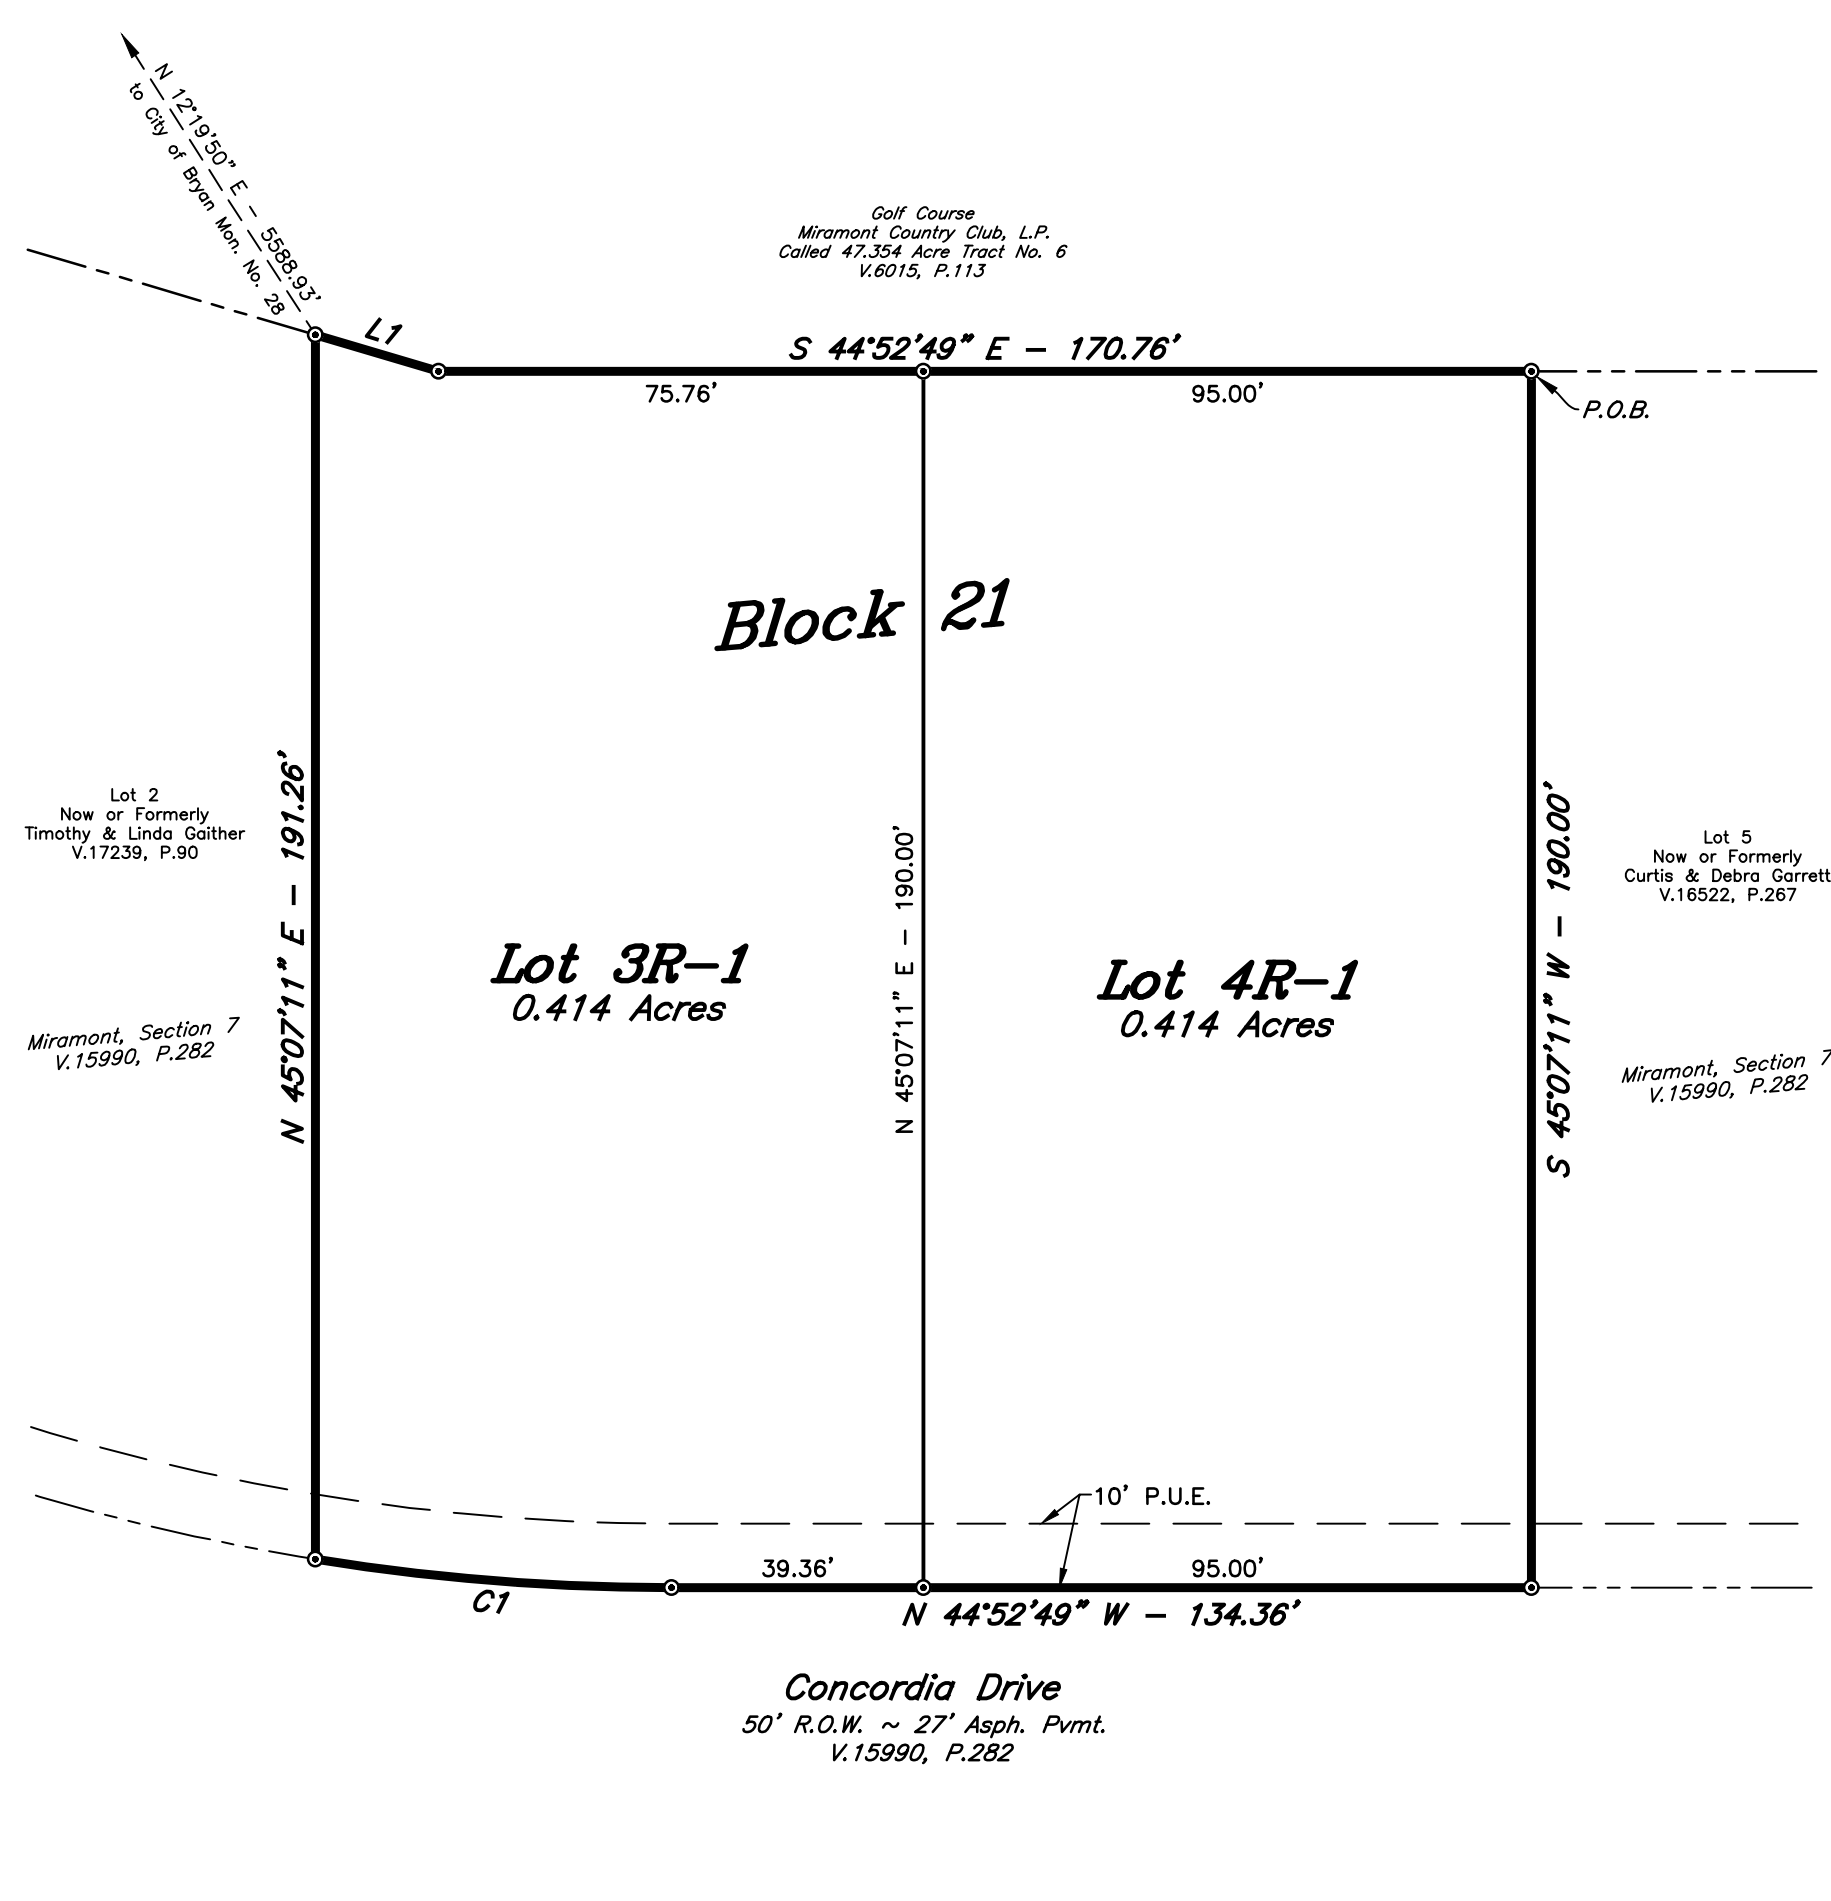 N 12°19'50" E - 5588.93'
to City of Bryan Mon. No. 28
Golf Course
Miramont Country Club, L.P.
Called 47.354 Acre Tract No. 6
V.6015, P.113
L1
S 44°52'49" E - 170.76'
75.76'
95.00'
P.O.B.
Block 21
Lot 2
Now or Formerly
Timothy & Linda Gaither
V.17239, P.90
N 45°07'11" E - 191.26'
N 45°07'11" E - 190.00'
S 45°07'11" W - 190.00'
Lot 5
Now or Formerly
Curtis & Debra Garrett
V.16522, P.267
Lot 3R-1
0.414 Acres
Lot 4R-1
0.414 Acres
Miramont, Section 7
V.15990, P.282
Miramont, Section 7
V.15990, P.282
10' P.U.E.
39.36'
95.00'
C1
N 44°52'49" W - 134.36'
Concordia Drive
50' R.O.W. ~ 27' Asph. Pvmt.
V.15990, P.282